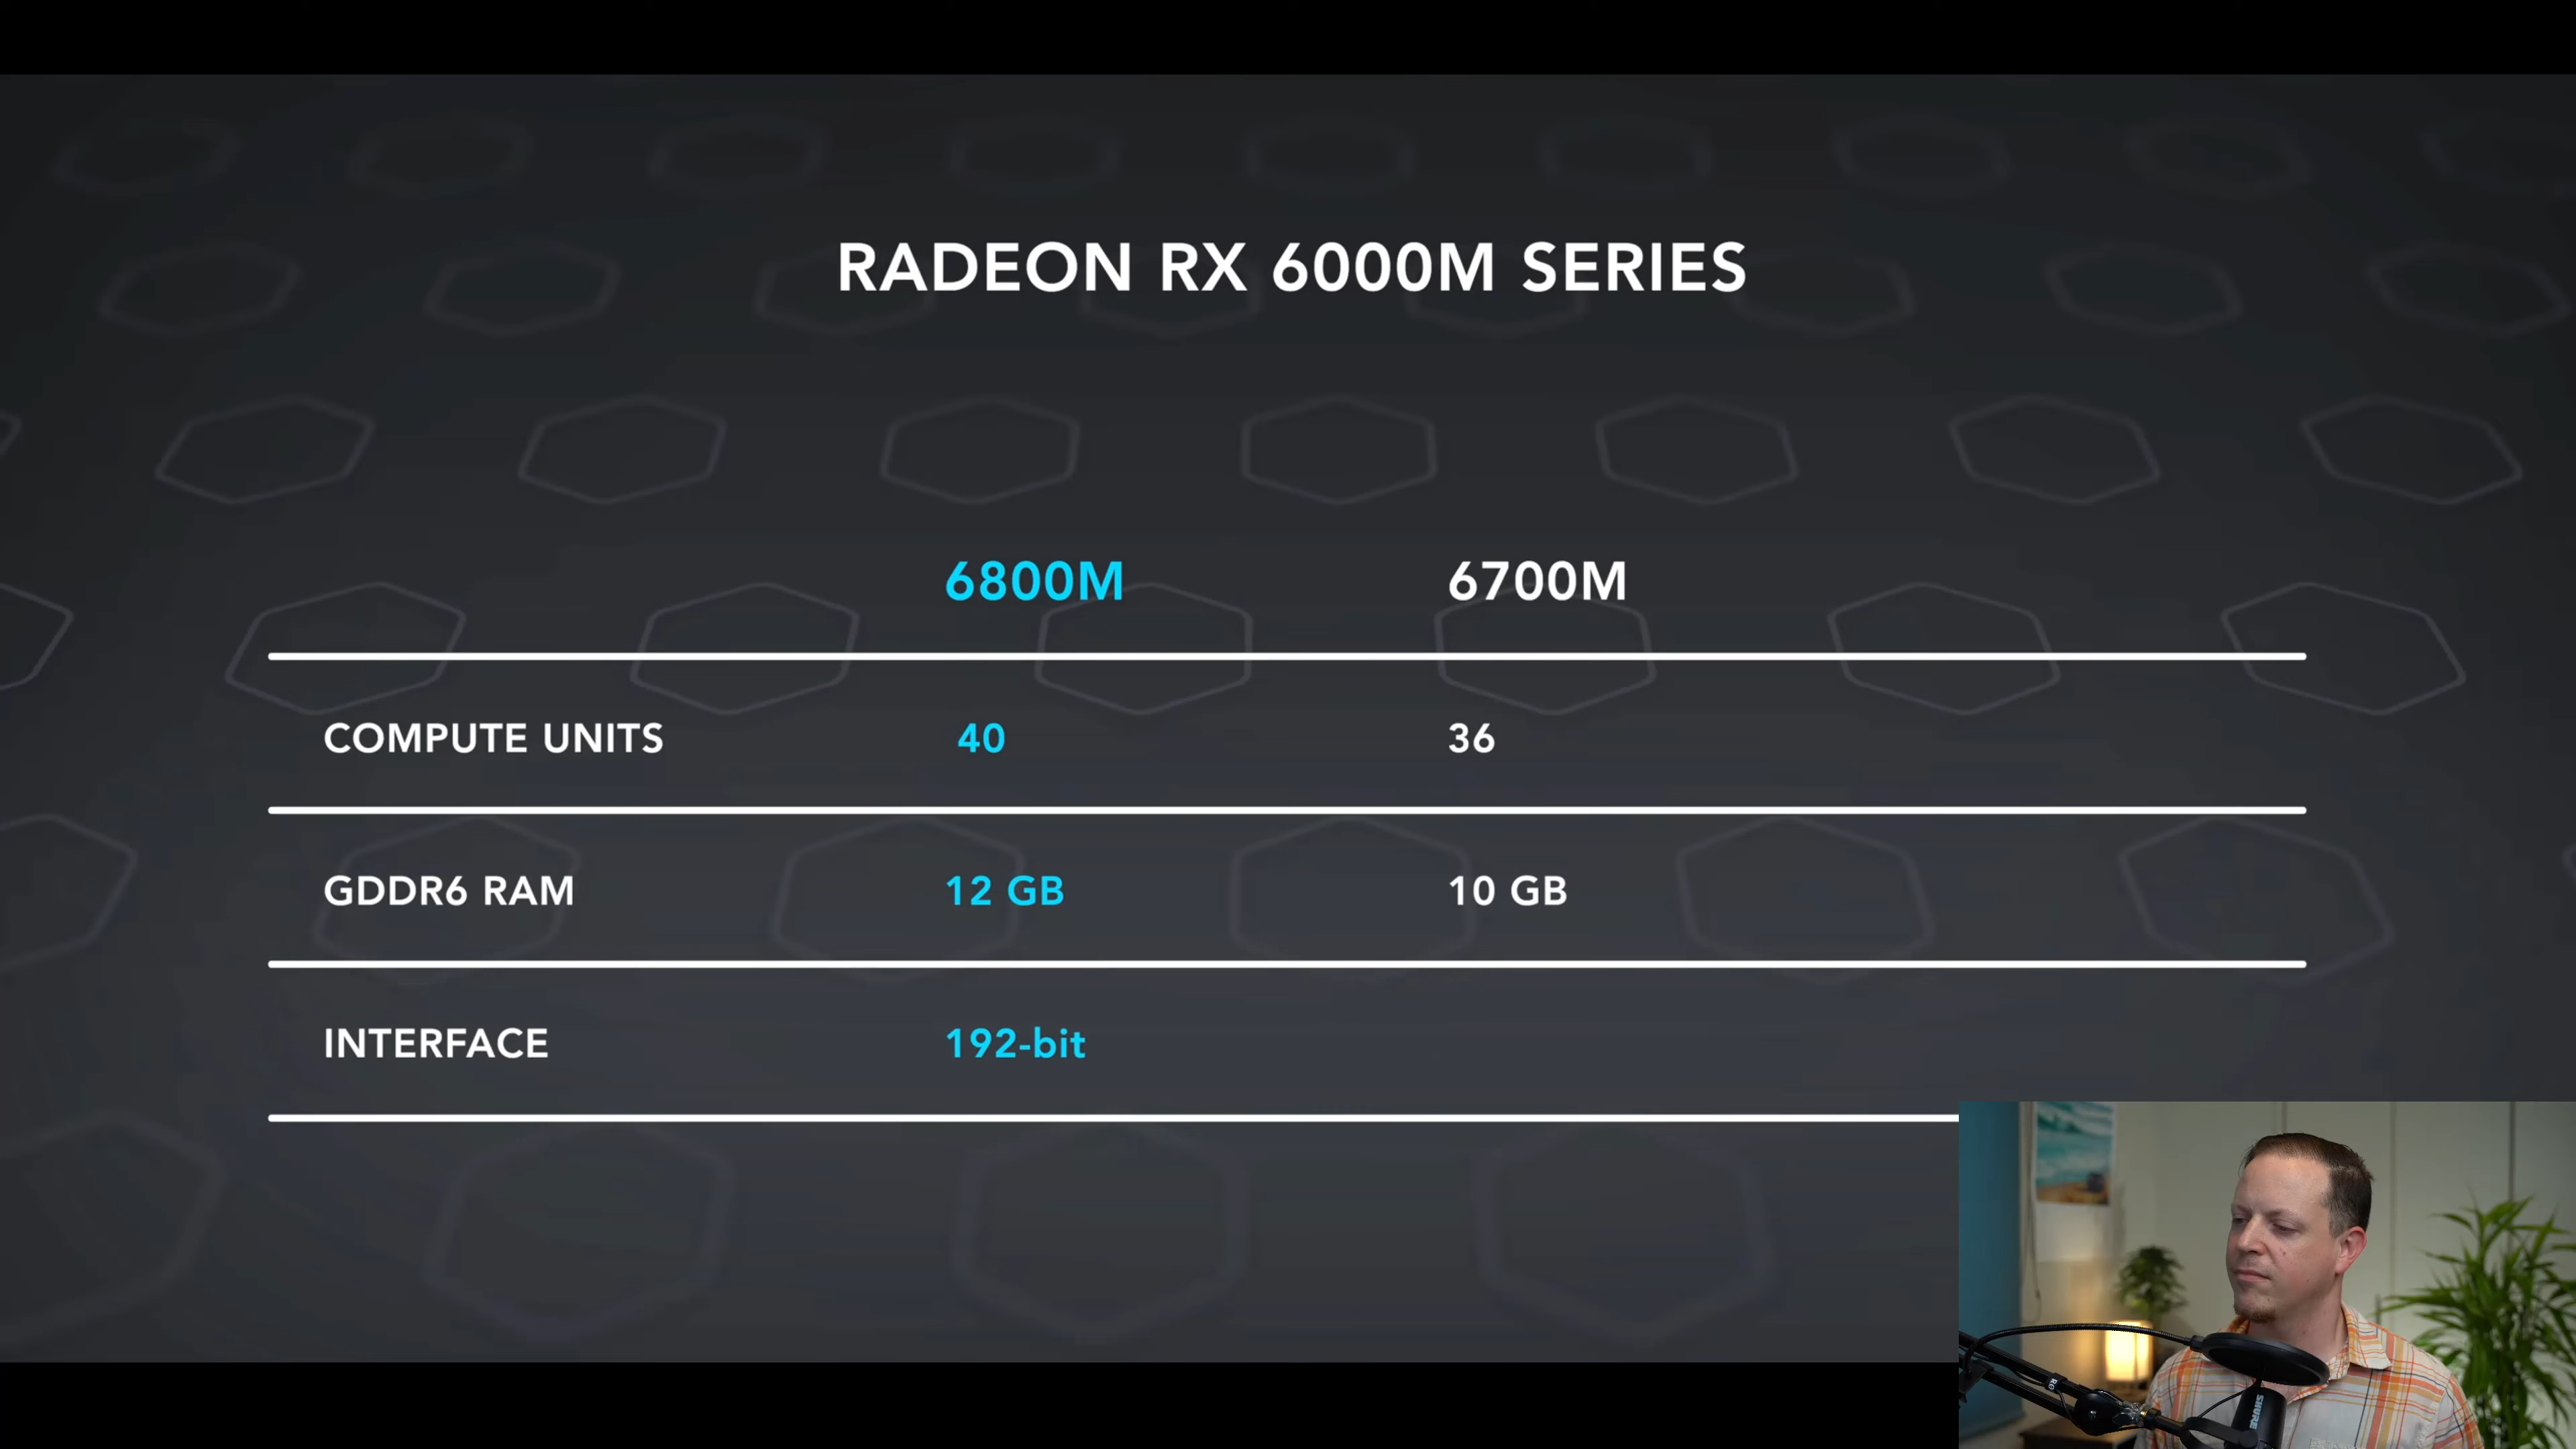 RADEON RX 6000M SERIES
6800M 6700M
COMPUTE UNITS 40 36
GDDR6 RAM 12 GB 10 GB
INTERFACE 192-bit
SHURE